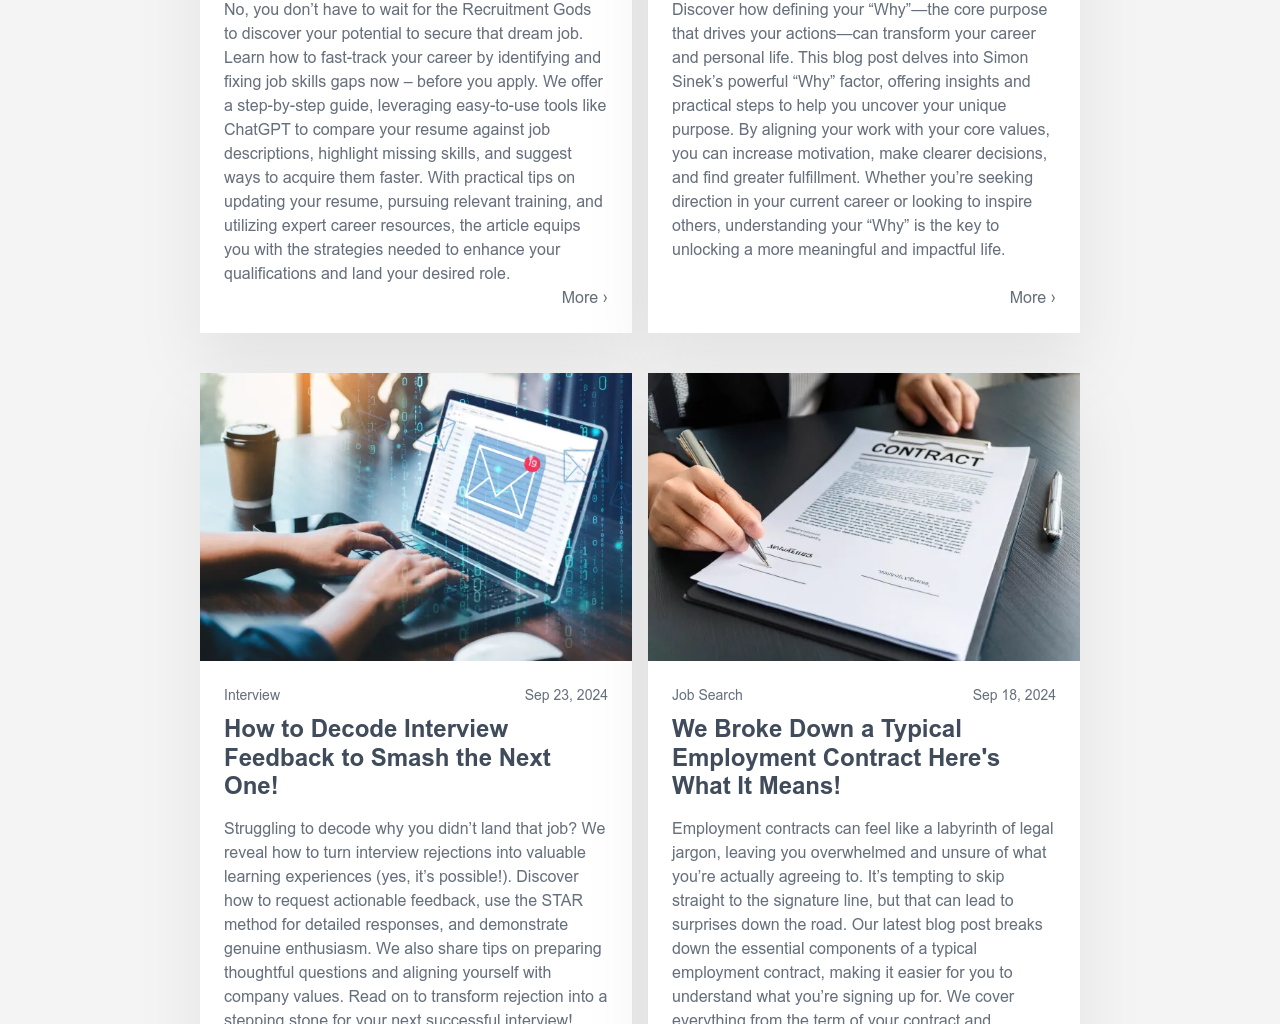 No, you don’t have to wait for the Recruitment Gods
to discover your potential to secure that dream job.
Learn how to fast-track your career by identifying and
fixing job skills gaps now – before you apply. We offer
a step-by-step guide, leveraging easy-to-use tools like
ChatGPT to compare your resume against job
descriptions, highlight missing skills, and suggest
ways to acquire them faster. With practical tips on
updating your resume, pursuing relevant training, and
utilizing expert career resources, the article equips
you with the strategies needed to enhance your
qualifications and land your desired role.
More ›
Discover how defining your “Why”—the core purpose
that drives your actions—can transform your career
and personal life. This blog post delves into Simon
Sinek’s powerful “Why” factor, offering insights and
practical steps to help you uncover your unique
purpose. By aligning your work with your core values,
you can increase motivation, make clearer decisions,
and find greater fulfillment. Whether you’re seeking
direction in your current career or looking to inspire
others, understanding your “Why” is the key to
unlocking a more meaningful and impactful life.
More ›
19
Interview
Sep 23, 2024
How to Decode Interview
Feedback to Smash the Next
One!
Struggling to decode why you didn’t land that job? We
reveal how to turn interview rejections into valuable
learning experiences (yes, it’s possible!). Discover
how to request actionable feedback, use the STAR
method for detailed responses, and demonstrate
genuine enthusiasm. We also share tips on preparing
thoughtful questions and aligning yourself with
company values. Read on to transform rejection into a
stepping stone for your next successful interview!
CONTRACT
Job Search
Sep 18, 2024
We Broke Down a Typical
Employment Contract Here's
What It Means!
Employment contracts can feel like a labyrinth of legal
jargon, leaving you overwhelmed and unsure of what
you’re actually agreeing to. It’s tempting to skip
straight to the signature line, but that can lead to
surprises down the road. Our latest blog post breaks
down the essential components of a typical
employment contract, making it easier for you to
understand what you’re signing up for. We cover
everything from the term of your contract and